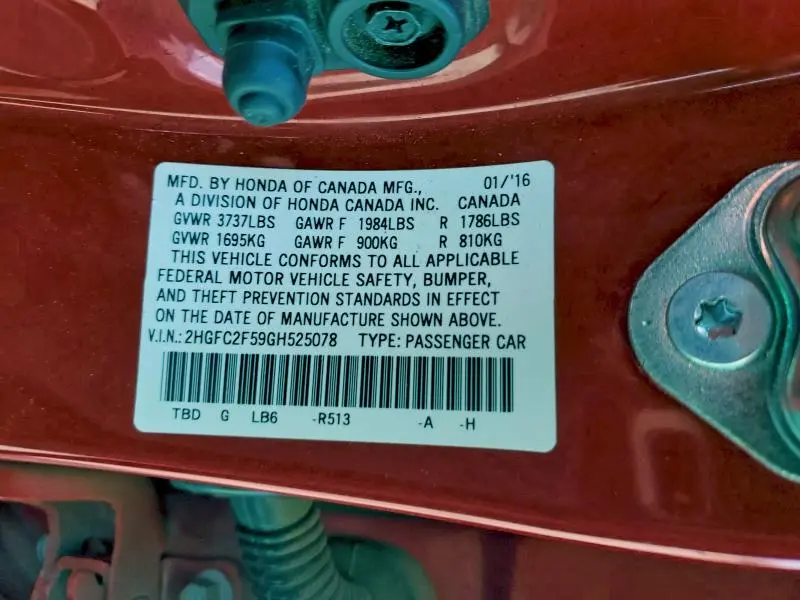 MFD. BY HONDA OF CANADA MFG., 01/'16
A DIVISION OF HONDA CANADA INC. CANADA
GVWR 3737LBS GAWR F 1984LBS R 1786LBS
GVWR 1695KG GAWR F 900KG R 810KG
THIS VEHICLE CONFORMS TO ALL APPLICABLE
FEDERAL MOTOR VEHICLE SAFETY, BUMPER,
AND THEFT PREVENTION STANDARDS IN EFFECT
ON THE DATE OF MANUFACTURE SHOWN ABOVE.
V.I.N.: 2HGFC2F59GH525078 TYPE: PASSENGER CAR
TBD G LB6 -R513 -A -H